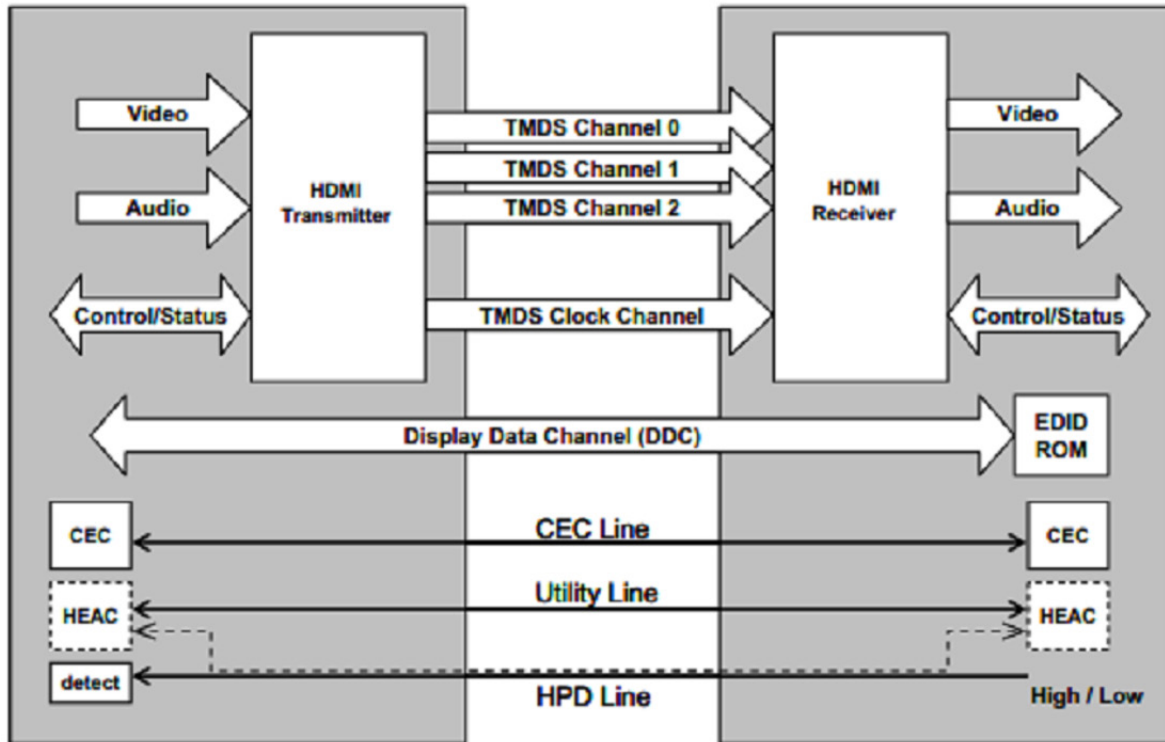 Video
Audio
Control/Status
HDMI
Transmitter
TMDS Channel 0
TMDS Channel 1
TMDS Channel 2
TMDS Clock Channel
HDMI
Receiver
Video
Audio
Control/Status
Display Data Channel (DDC)
EDID
ROM
CEC
CEC Line
CEC
HEAC
Utility Line
HEAC
detect
HPD Line
High / Low